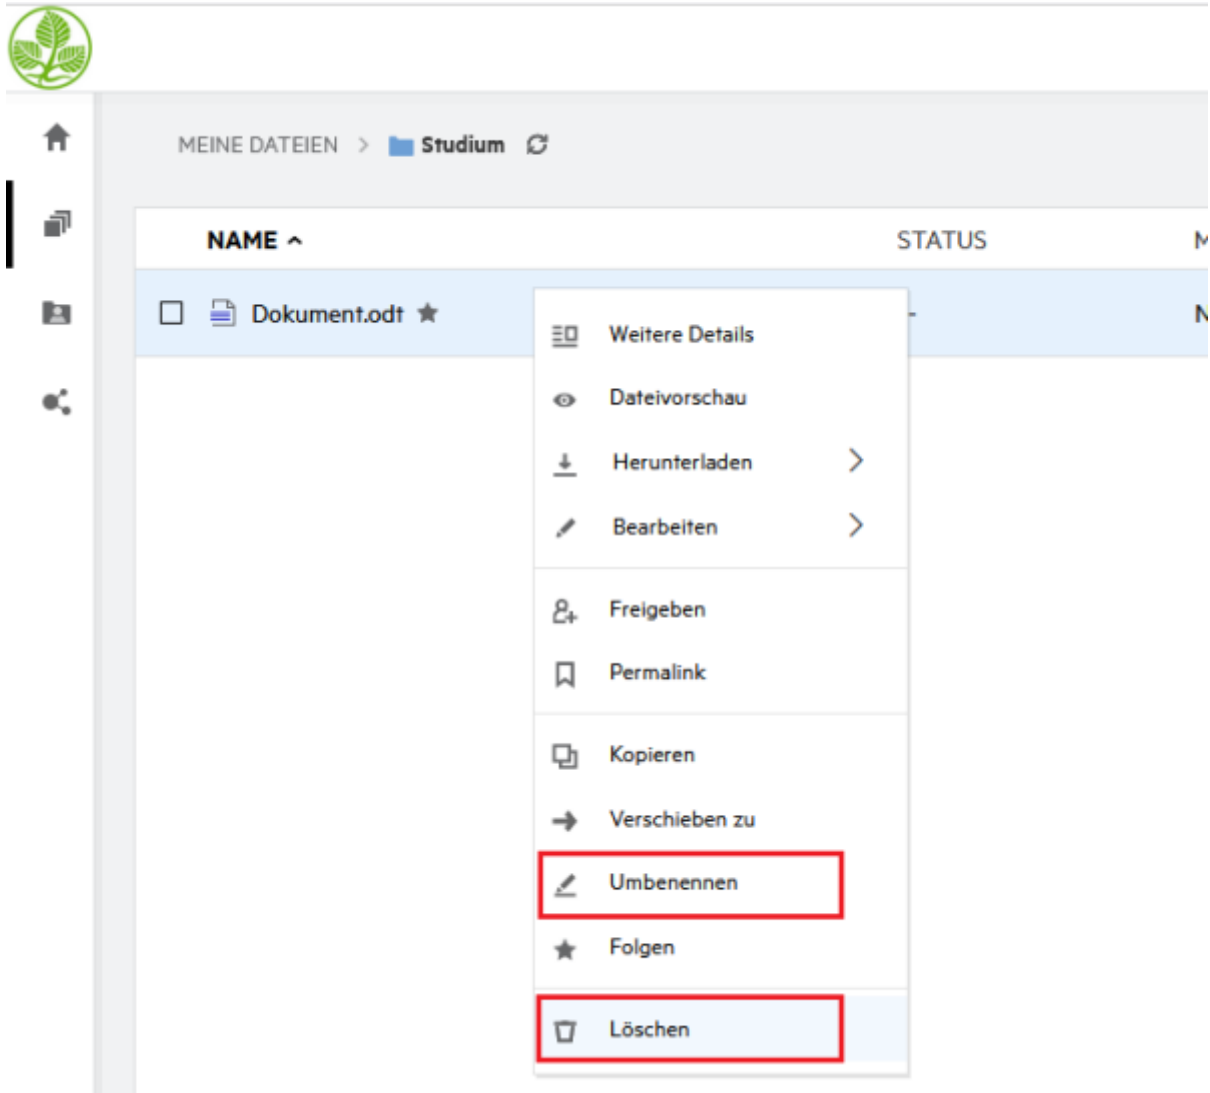 MEINE DATEIEN > Studium
NAME STATUS
Dokument.odt -
Weitere Details
Dateivorschau
Herunterladen
Bearbeiten
Freigeben
Permalink
Kopieren
Verschieben zu
Umbenennen
Folgen
Löschen